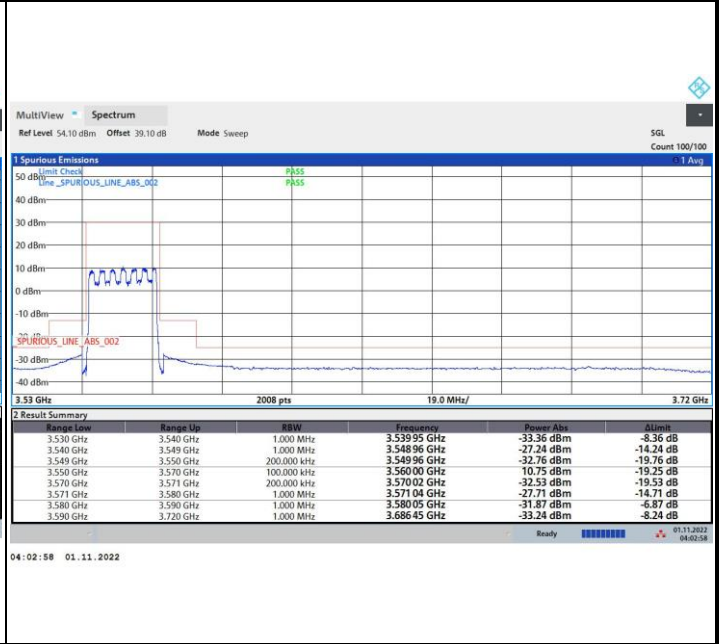 MultiView Spectrum
Ref Level 54.10 dBm Offset 39.10 dB Mode Sweep SGL
Count 100/100
1 Spurious Emissions 1 Avg
Limit Check PASS
50 dBm
Line _SPURIOUS_LINE_ABS_002 PASS
40 dBm
30 dBm
20 dBm
10 dBm
0 dBm
-10 dBm
-20 dBm
SPURIOUS_LINE_ABS_002
-30 dBm
-40 dBm
3.53 GHz 2008 pts 19.0 MHz/ 3.72 GHz
2 Result Summary
Range Low Range Up RBW Frequency Power Abs ΔLimit
3.530 GHz 3.540 GHz 1.000 MHz 3.53995 GHz -33.36 dBm -8.36 dB
3.540 GHz 3.549 GHz 1.000 MHz 3.54896 GHz -27.24 dBm -14.24 dB
3.549 GHz 3.550 GHz 200.000 kHz 3.54996 GHz -32.76 dBm -19.76 dB
3.550 GHz 3.570 GHz 100.000 kHz 3.56000 GHz 10.75 dBm -19.25 dB
3.570 GHz 3.571 GHz 200.000 kHz 3.57002 GHz -32.53 dBm -19.53 dB
3.571 GHz 3.580 GHz 1.000 MHz 3.57104 GHz -27.71 dBm -14.71 dB
3.580 GHz 3.590 GHz 1.000 MHz 3.58005 GHz -31.87 dBm -6.87 dB
3.590 GHz 3.720 GHz 1.000 MHz 3.68645 GHz -33.24 dBm -8.24 dB
Ready 01.11.2022
04:02:58
04:02:58 01.11.2022